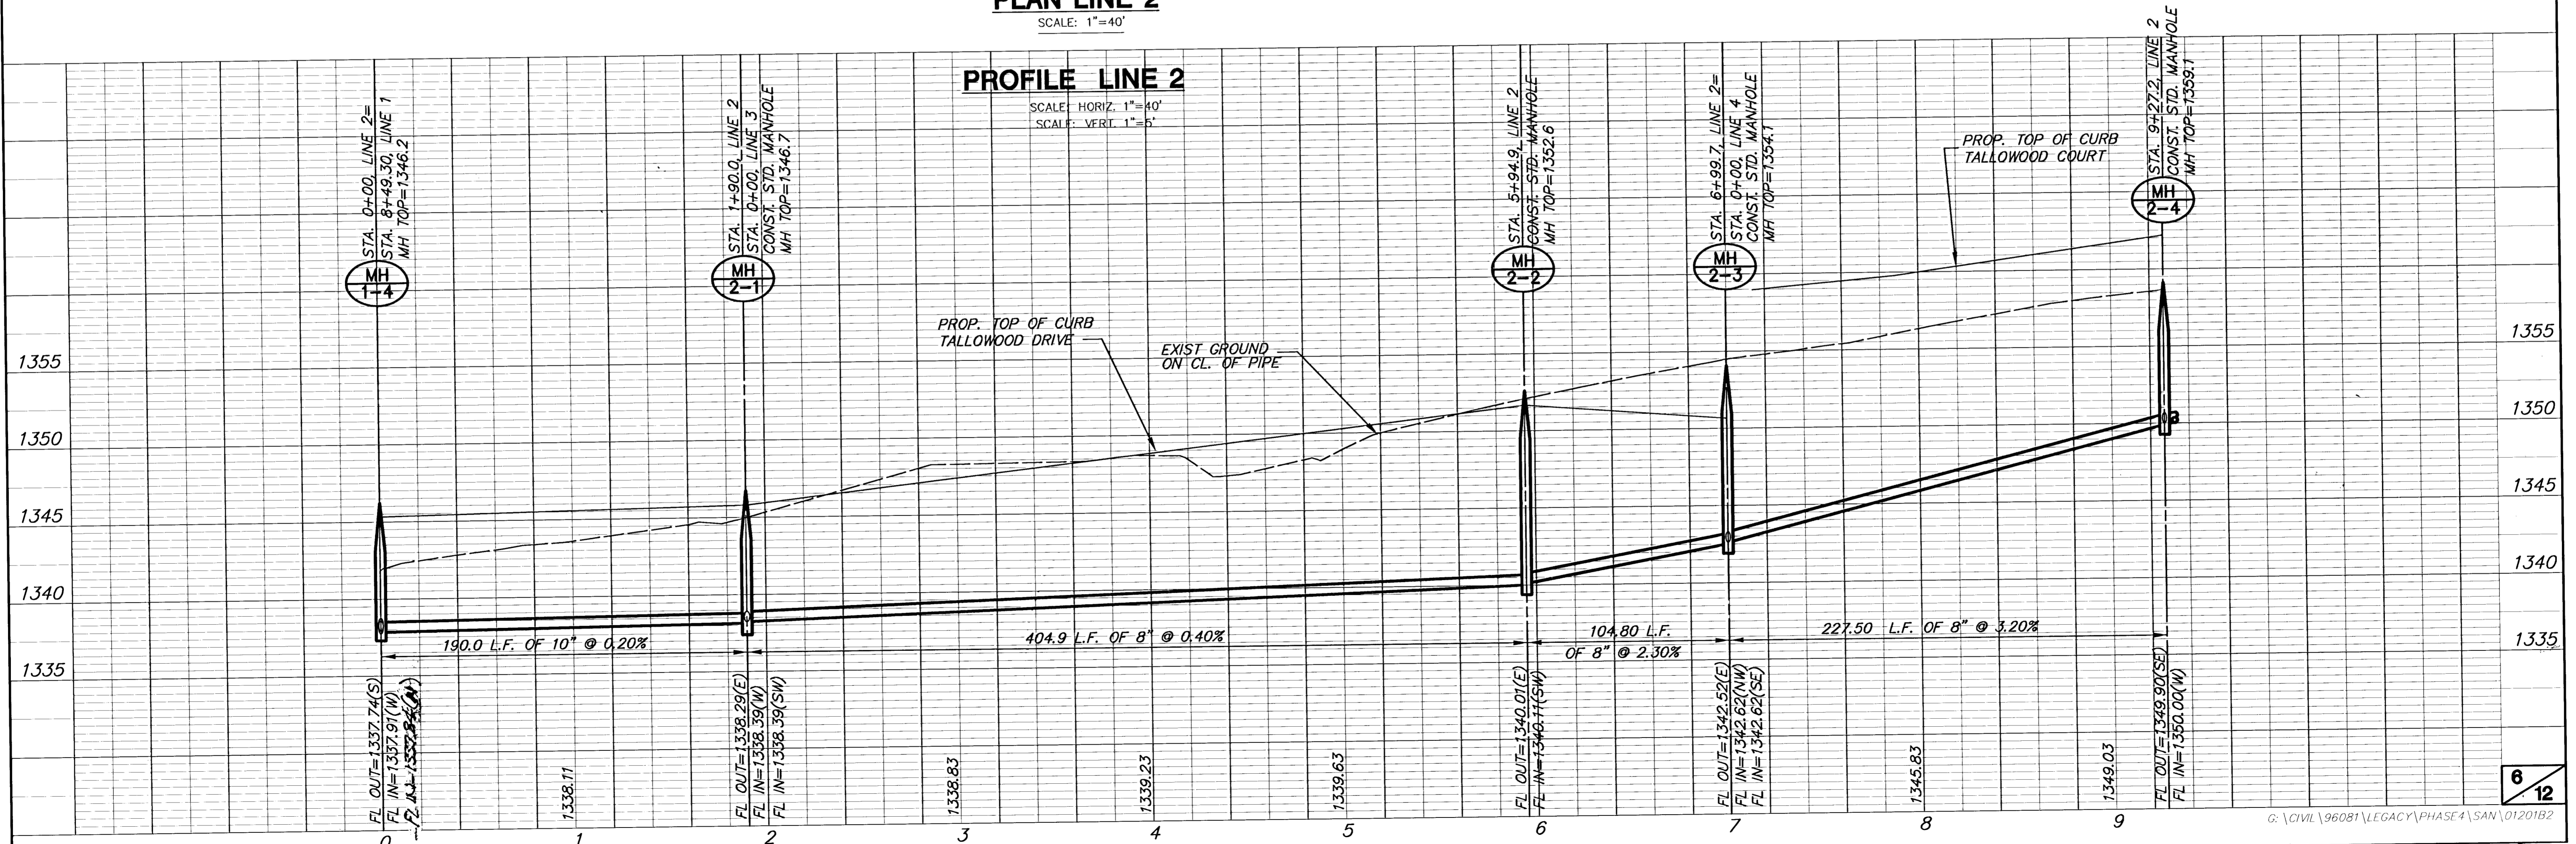 PLAN LINE 2
SCALE: 1"=40'
PROFILE LINE 2
SCALE: HORIZ. 1"=40'
SCALE: VERT. 1"=5'
STA. 0+00, LINE 2=
STA. 8+49.30, LINE 1
MH TOP=1346.2
MH
1-4
STA. 1+90.0, LINE 2
STA. 0+00, LINE 3
CONST. STD. MANHOLE
MH TOP=1346.7
MH
2-1
STA. 5+94.9, LINE 2
CONST. STD. MANHOLE
MH TOP=1352.6
MH
2-2
STA. 6+99.7, LINE 2=
STA. 0+00, LINE 4
CONST. STD. MANHOLE
MH TOP=1354.1
MH
2-3
STA. 9+27.2, LINE 2
CONST. STD. MANHOLE
MH TOP=1359.1
MH
2-4
PROP. TOP OF CURB
TALLOWOOD COURT
PROP. TOP OF CURB
TALLOWOOD DRIVE
EXIST GROUND
ON CL. OF PIPE
1355
1350
1345
1340
1335
1355
1350
1345
1340
1335
190.0 L.F. OF 10" @ 0.20%
404.9 L.F. OF 8" @ 0.40%
104.80 L.F.
OF 8" @ 2.30%
227.50 L.F. OF 8" @ 3.20%
FL OUT=1337.74(S)
FL IN=1337.91(W)
FL IN=1337.84(N)
1338.11
FL OUT=1338.29(E)
FL IN=1338.39(W)
FL IN=1338.39(SW)
1338.83
1339.23
1339.63
FL OUT=1340.01(E)
FL IN=1340.11(SW)
FL OUT=1342.52(E)
FL IN=1342.62(NW)
FL IN=1342.62(SE)
1345.83
1349.03
FL OUT=1349.90(SE)
FL IN=1350.00(W)
0 1 2 3 4 5 6 7 8 9
6
12
G:\CIVIL\96081\LEGACY\PHASE4\SAN\01201B2